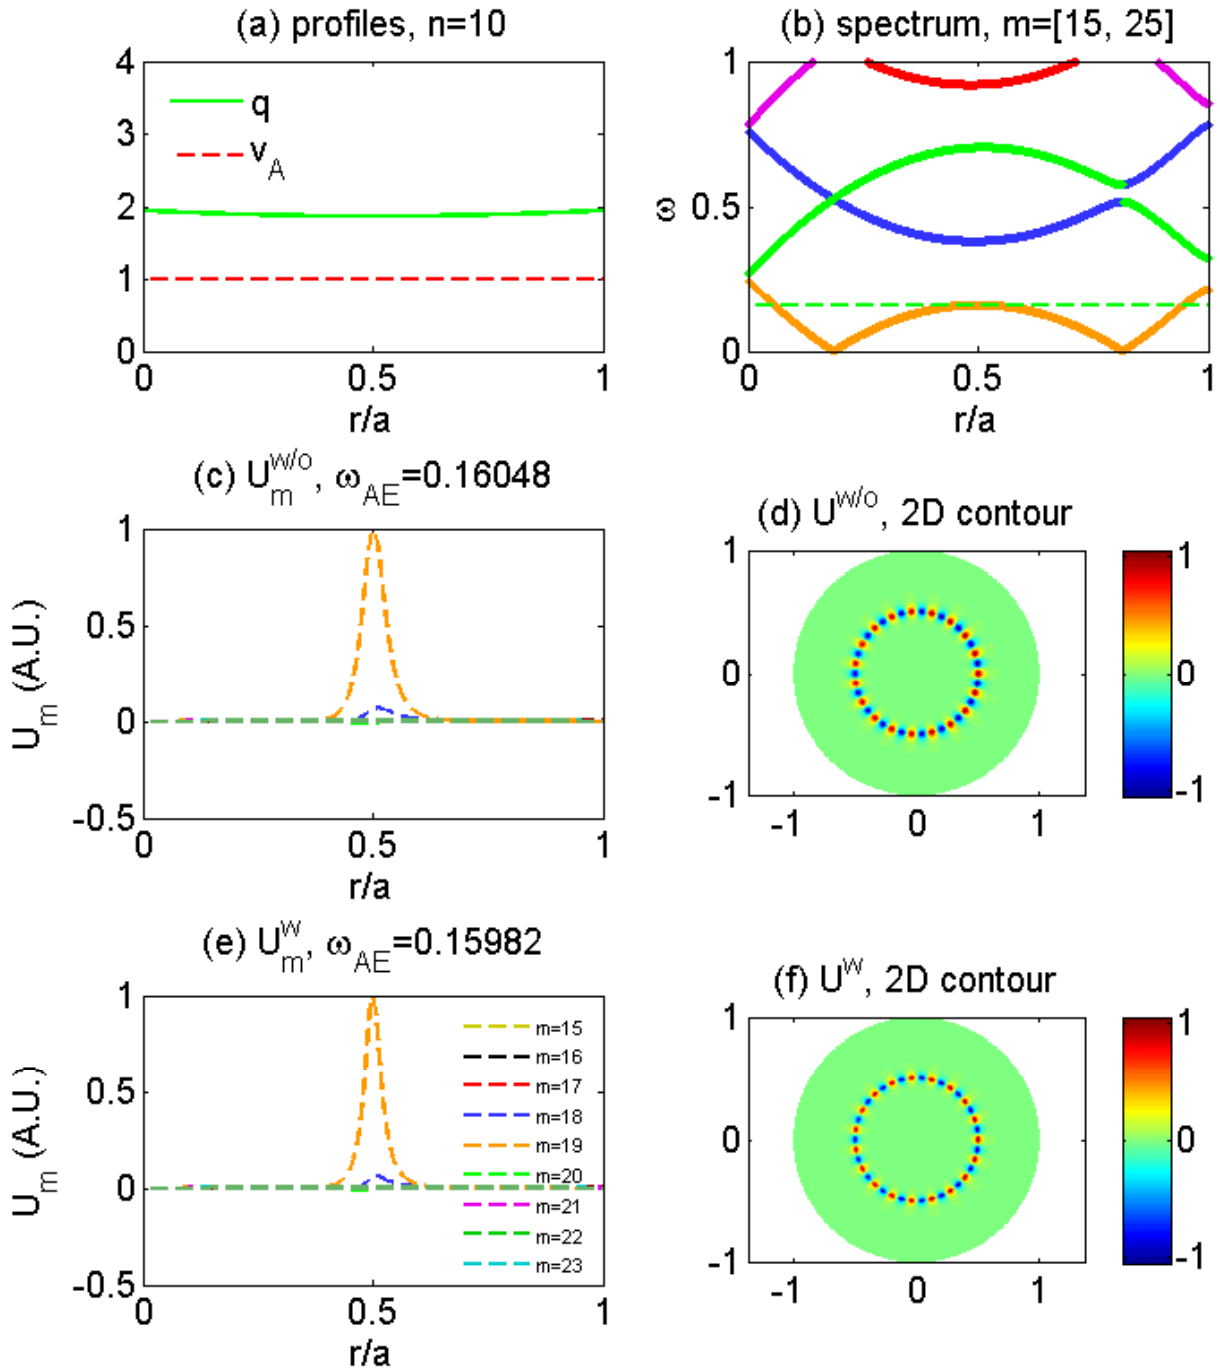 (a) profiles, n=10
4
3
2
1
0
q
v_A
0
0.5
1
r/a
(b) spectrum, m=[15, 25]
1
0.5
0
ω
0
0.5
1
r/a
(c) U_m^{w/o}, ω_AE=0.16048
1
0.5
0
-0.5
U_m (A.U.)
0
0.5
1
r/a
(d) U^{w/o}, 2D contour
1
0
-1
-1
0
1
1
0
-1
(e) U_m^w, ω_AE=0.15982
1
0.5
0
-0.5
U_m (A.U.)
m=15
m=16
m=17
m=18
m=19
m=20
m=21
m=22
m=23
0
0.5
1
r/a
(f) U^w, 2D contour
1
0
-1
-1
0
1
1
0
-1